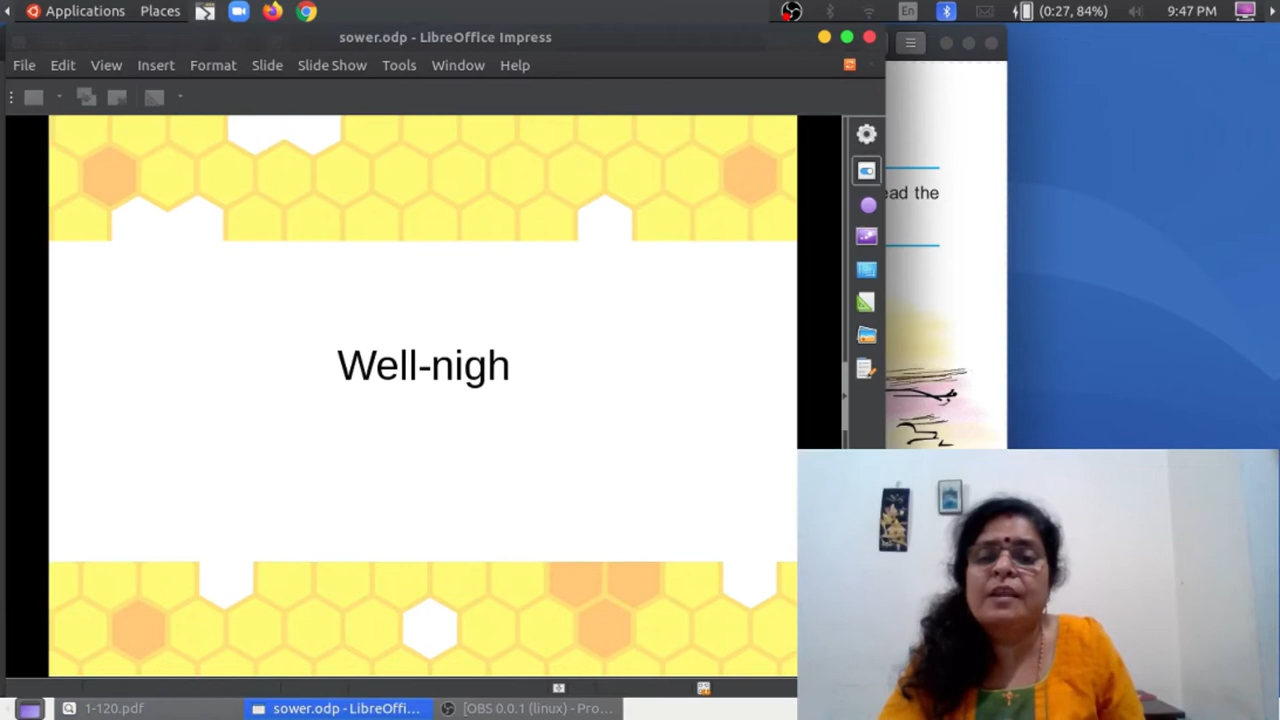 Applications Places En (0:27, 84%) 9:47 PM
sower.odp - LibreOffice Impress
File Edit View Insert Format Slide Slide Show Tools Window Help
ead the
Well-nigh
1-120.pdf sower.odp - LibreOffi... [OBS 0.0.1 (linux) - Pro...